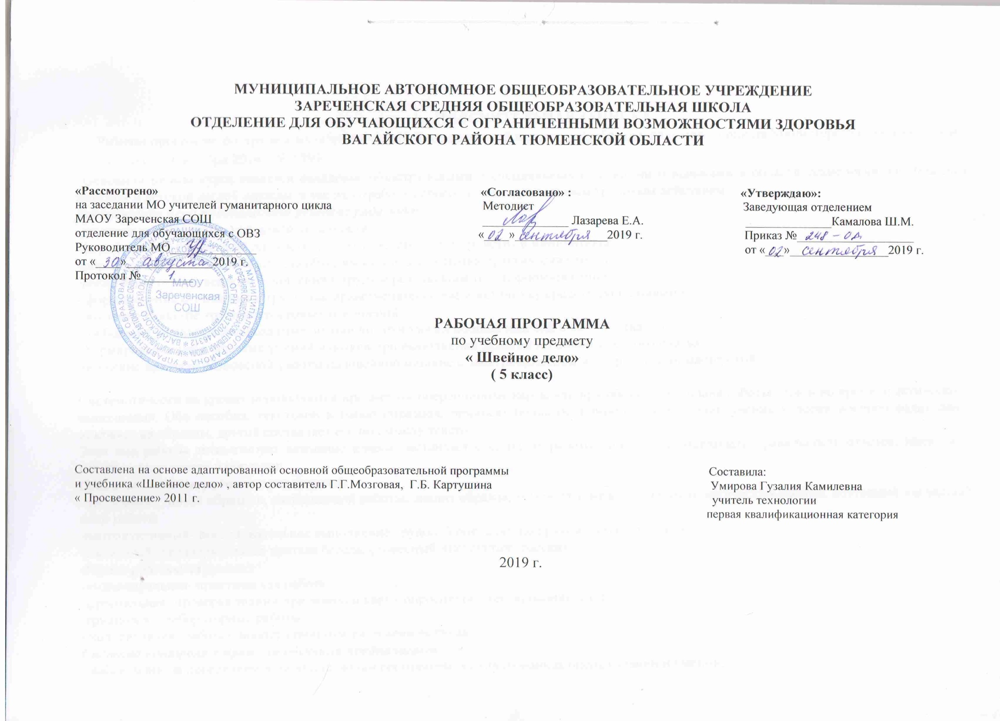 МУНИЦИПАЛЬНОЕ АВТОНОМНОЕ ОБЩЕОБРАЗОВАТЕЛЬНОЕ УЧРЕЖДЕНИЕ
ЗАРЕЧЕНСКАЯ СРЕДНЯЯ ОБЩЕОБРАЗОВАТЕЛЬНАЯ ШКОЛА
ОТДЕЛЕНИЕ ДЛЯ ОБУЧАЮЩИХСЯ С ОГРАНИЧЕННЫМИ ВОЗМОЖНОСТЯМИ ЗДОРОВЬЯ
ВАГАЙСКОГО РАЙОНА ТЮМЕНСКОЙ ОБЛАСТИ
«Рассмотрено»
на заседании МО учителей гуманитарного цикла
МАОУ Зареченская СОШ
отделение для обучающихся с ОВЗ
Руководитель МО
от «30» августа 2019 г.
Протокол № 1
МАОУ
Зареченская
СОШ
«Согласовано» :
Методист
Лазарева Е.А.
«02» сентября 2019 г.
«Утверждаю»:
Заведующая отделением
Камалова Ш.М.
Приказ № 248 - ОД
от «02» сентября 2019 г.
РАБОЧАЯ ПРОГРАММА
по учебному предмету
« Швейное дело»
( 5 класс)
Составлена на основе адаптированной основной общеобразовательной программы
и учебника «Швейное дело» , автор составитель Г.Г.Мозговая, Г.Б. Картушина
« Просвещение» 2011 г.
Составила:
Умирова Гузалия Камилевна
учитель технологии
первая квалификационная категория
2019 г.